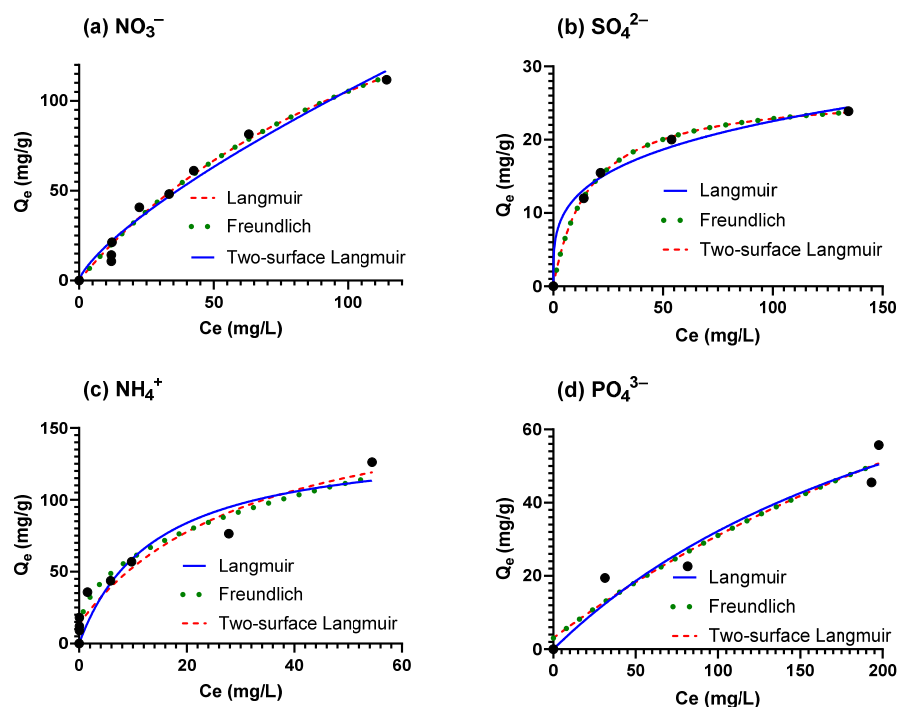 (a) NO₃⁻
Qₑ (mg/g)
100
50
0
0
50
100
Ce (mg/L)
Langmuir
Freundlich
Two-surface Langmuir
(b) SO₄²⁻
Qₑ (mg/g)
30
20
10
0
0
50
100
150
Ce (mg/L)
Langmuir
Freundlich
Two-surface Langmuir
(c) NH₄⁺
Qₑ (mg/g)
150
100
50
0
0
20
40
60
Ce (mg/L)
Langmuir
Freundlich
Two-surface Langmuir
(d) PO₄³⁻
Qₑ (mg/g)
60
40
20
0
0
50
100
150
200
Ce (mg/L)
Langmuir
Freundlich
Two-surface Langmuir